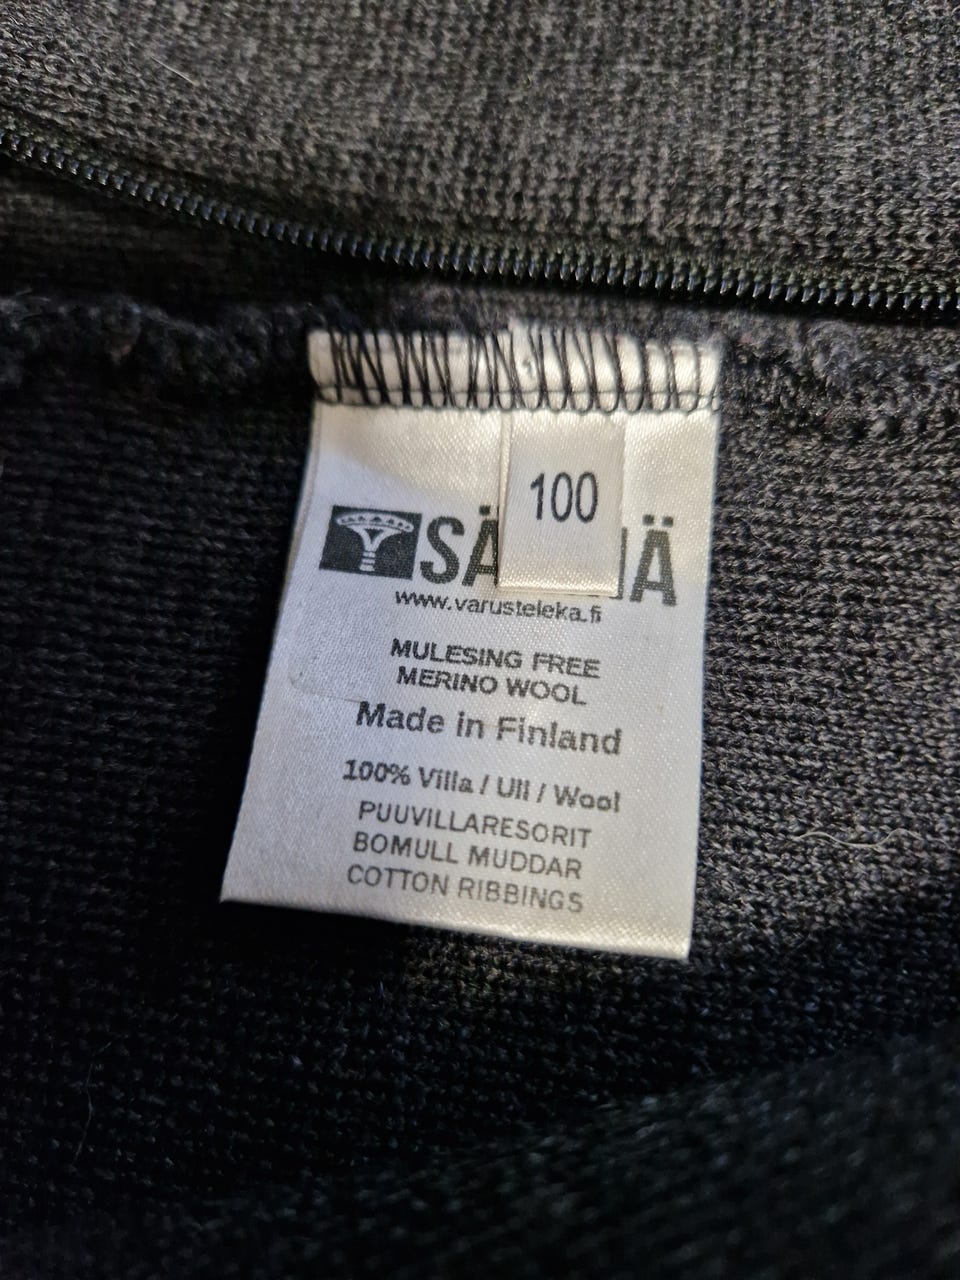 100
www.varusteleka.fi
MULESING FREE
MERINO WOOL
Made in Finland
100% Villa / Ull / Wool
PUUVILLARESORIT
BOMULL MUDDAR
COTTON RIBBINGS